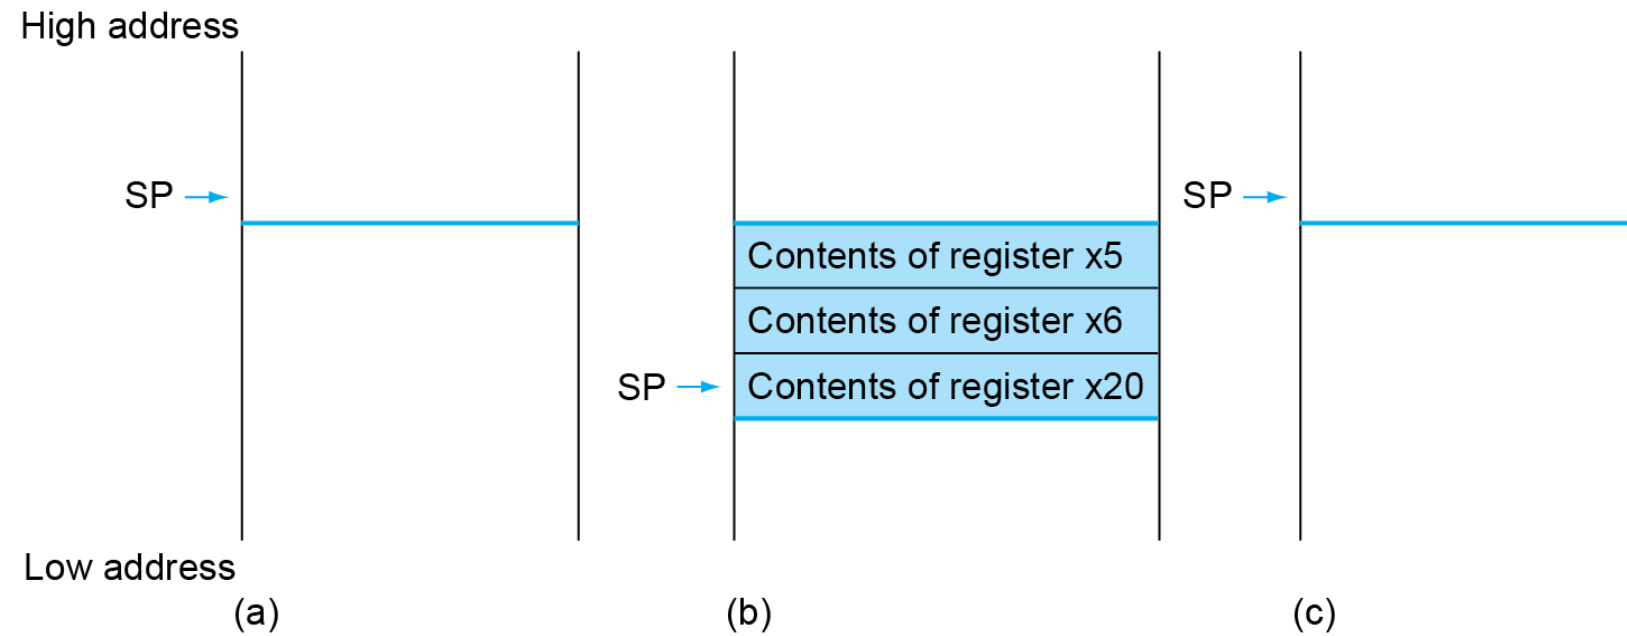 High address
SP
SP
Contents of register x5
Contents of register x6
SP
Contents of register x20
Low address
(a)
(b)
(c)